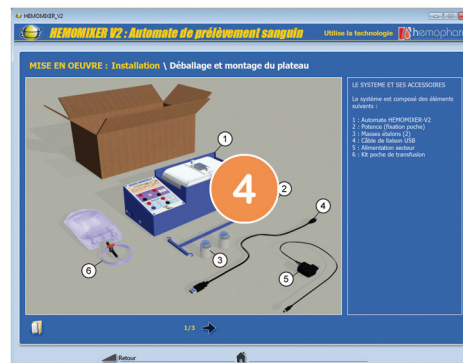 HEMOMIXER_V2
HEMOMIXER V2 : Automate de prélèvement sanguin
Utilise la technologie
hemopharm
MISE EN OEUVRE : Installation \ Déballage et montage du plateau
LE SYSTEME ET SES ACCESSOIRES
Le système est composé des éléments
suivants :
1 : Automate HEMOMIXER-V2
2 : Potence (fixation poche)
3 : Masses étalons (2)
4 : Câble de liaison USB
5 : Alimentation secteur
6 : Kit poche de transfusion
1
4
2
4
3
6
5
1/3
Retour